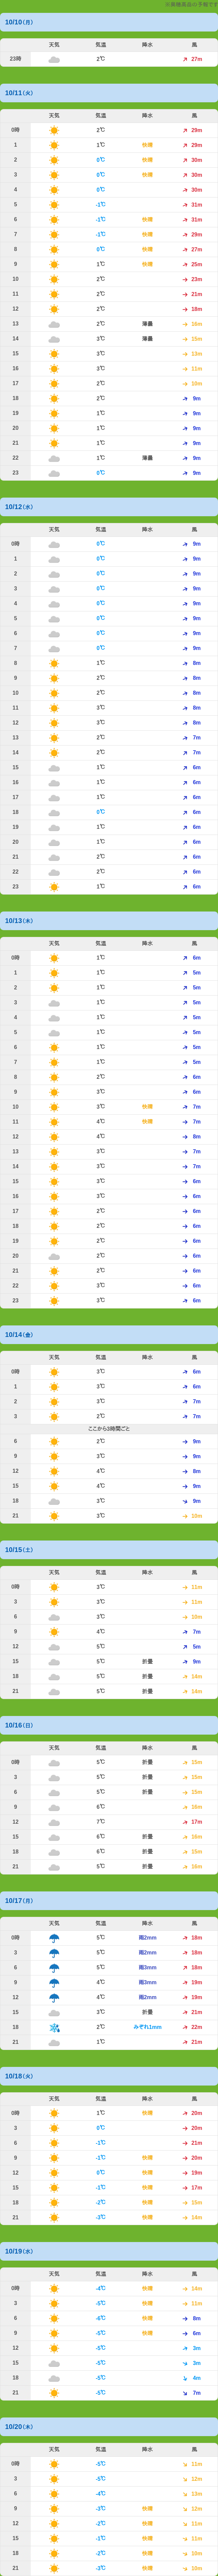 10/10(月)
天気 気温 降水 風
23時 2℃ 27m
10/11(火)
天気 気温 降水 風
0時 2℃ 29m
1 1℃ 快晴 29m
2 0℃ 快晴 30m
3 0℃ 快晴 30m
4 0℃ 30m
5 -1℃ 31m
6 -1℃ 快晴 31m
7 -1℃ 快晴 29m
8 0℃ 快晴 27m
9 1℃ 快晴 25m
10 2℃ 23m
11 2℃ 21m
12 2℃ 18m
13 2℃ 薄曇 16m
14 3℃ 薄曇 15m
15 3℃ 13m
16 3℃ 11m
17 2℃ 10m
18 2℃ 9m
19 1℃ 9m
20 1℃ 9m
21 1℃ 9m
22 1℃ 薄曇 9m
23 0℃ 9m
10/12(水)
天気 気温 降水 風
0時 0℃ 9m
1 0℃ 9m
2 0℃ 9m
3 0℃ 9m
4 0℃ 9m
5 0℃ 9m
6 0℃ 9m
7 0℃ 9m
8 1℃ 8m
9 2℃ 8m
10 2℃ 8m
11 3℃ 8m
12 3℃ 8m
13 2℃ 7m
14 2℃ 7m
15 1℃ 6m
16 1℃ 6m
17 1℃ 6m
18 0℃ 6m
19 1℃ 6m
20 1℃ 6m
21 2℃ 6m
22 2℃ 6m
23 1℃ 6m
10/13(木)
天気 気温 降水 風
0時 1℃ 6m
1 1℃ 5m
2 1℃ 5m
3 1℃ 5m
4 1℃ 5m
5 1℃ 5m
6 1℃ 5m
7 1℃ 5m
8 2℃ 6m
9 3℃ 6m
10 3℃ 快晴 7m
11 4℃ 快晴 7m
12 4℃ 8m
13 3℃ 7m
14 3℃ 7m
15 3℃ 6m
16 3℃ 6m
17 2℃ 6m
18 2℃ 6m
19 2℃ 6m
20 2℃ 6m
21 2℃ 6m
22 3℃ 6m
23 3℃ 6m
10/14(金)
天気 気温 降水 風
0時 3℃ 6m
1 3℃ 6m
2 3℃ 7m
3 2℃ 7m
ここから3時間ごと
6 2℃ 9m
9 3℃ 9m
12 4℃ 8m
15 4℃ 9m
18 3℃ 9m
21 3℃ 10m
10/15(土)
天気 気温 降水 風
0時 3℃ 11m
3 3℃ 11m
6 3℃ 10m
9 4℃ 7m
12 5℃ 5m
15 5℃ 折曇 9m
18 5℃ 折曇 14m
21 5℃ 折曇 14m
10/16(日)
天気 気温 降水 風
0時 5℃ 折曇 15m
3 5℃ 折曇 15m
6 5℃ 折曇 15m
9 6℃ 16m
12 7℃ 17m
15 6℃ 折曇 16m
18 6℃ 折曇 15m
21 5℃ 折曇 16m
10/17(月)
天気 気温 降水 風
0時 5℃ 雨2mm 18m
3 5℃ 雨2mm 18m
6 5℃ 雨3mm 18m
9 4℃ 雨3mm 19m
12 4℃ 雨2mm 19m
15 3℃ 折曇 21m
18 2℃ みぞれ1mm 22m
21 1℃ 21m
10/18(火)
天気 気温 降水 風
0時 1℃ 快晴 20m
3 0℃ 20m
6 -1℃ 21m
9 -1℃ 快晴 20m
12 0℃ 快晴 19m
15 -1℃ 快晴 17m
18 -2℃ 快晴 15m
21 -3℃ 快晴 14m
10/19(水)
天気 気温 降水 風
0時 -4℃ 快晴 14m
3 -5℃ 快晴 11m
6 -6℃ 快晴 8m
9 -5℃ 快晴 6m
12 -5℃ 3m
15 -5℃ 3m
18 -5℃ 4m
21 -5℃ 7m
10/20(木)
天気 気温 降水 風
0時 -5℃ 11m
3 -5℃ 12m
6 -4℃ 13m
9 -3℃ 快晴 12m
12 -2℃ 快晴 11m
15 -1℃ 快晴 11m
18 -2℃ 快晴 10m
21 -3℃ 快晴 10m